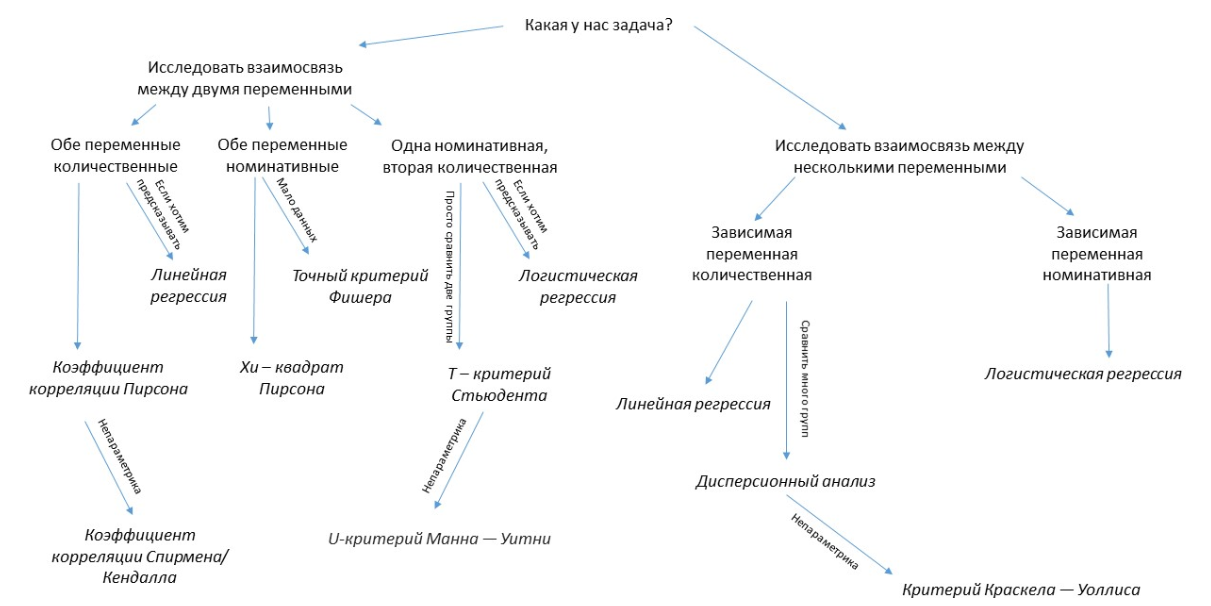 Какая у нас задача?
Исследовать взаимосвязь
между двумя переменными
Обе переменные
количественные
Если хотим
предсказывать
Линейная
регрессия
Коэффициент
корреляции Пирсона
Непараметрика
Коэффициент
корреляции Спирмена/
Кендалла
Обе переменные
номинативные
Мало данных
Точный критерий
Фишера
Хи – квадрат
Пирсона
Одна номинативная,
вторая количественная
Просто сравнить две группы
Если хотим
предсказывать
Логистическая
регрессия
Т – критерий
Стьюдента
Непараметрика
U-критерий Манна — Уитни
Исследовать взаимосвязь между
несколькими переменными
Зависимая
переменная
количественная
Линейная регрессия
Сравнить много групп
Дисперсионный анализ
Непараметрика
Критерий Краскела — Уоллиса
Зависимая
переменная
номинативная
Логистическая регрессия